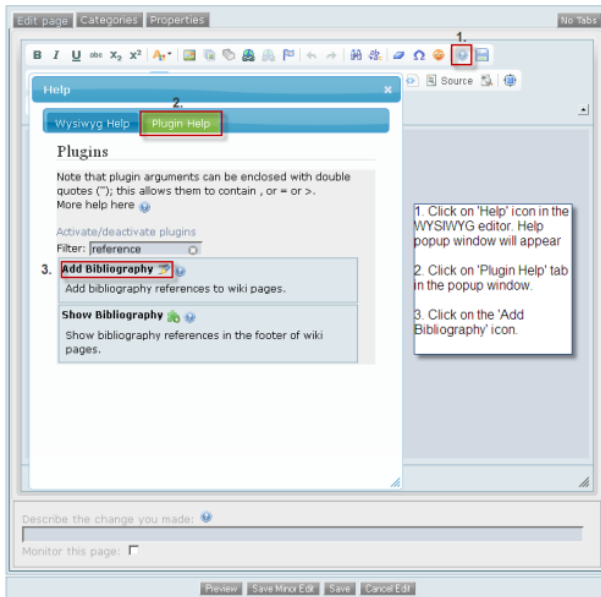 Edit page Categories Properties No Tabs
1.
B I U abc X2 X² A Ω Source
Help x
2.
Wysiwyg Help Plugin Help
Plugins
Note that plugin arguments can be enclosed with double
quotes ("); this allows them to contain , or = or >.
More help here
Activate/deactivate plugins
Filter: reference
3. Add Bibliography
Add bibliography references to wiki pages.
Show Bibliography
Show bibliography references in the footer of wiki
pages.
1. Click on 'Help' icon in the
WYSIWYG editor. Help
popup window will appear
2. Click on 'Plugin Help' tab
in the popup window.
3. Click on the 'Add
Bibliography' icon.
Describe the change you made:
Monitor this page:
Preview Save Minor Edit Save Cancel Edit